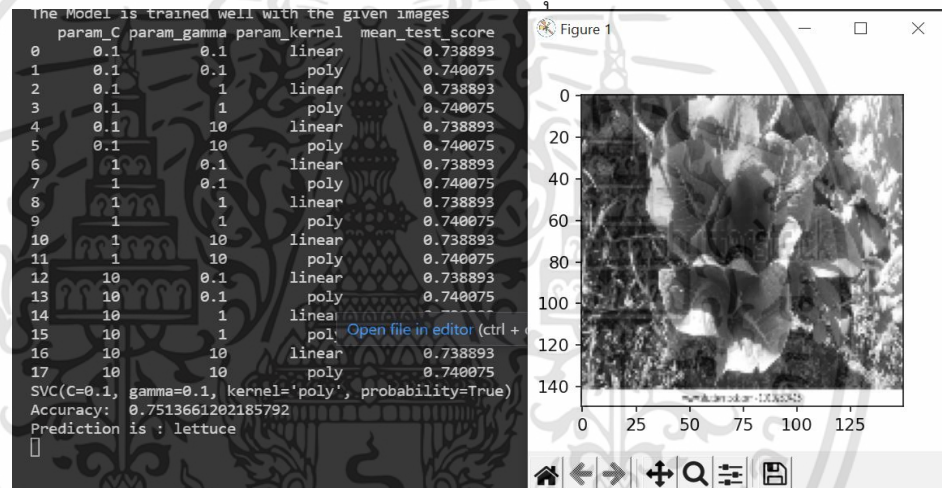 The Model is trained well with the given images
param_C param_gamma param_kernel mean_test_score
0 0.1 0.1 linear 0.738893
1 0.1 0.1 poly 0.740075
2 0.1 1 linear 0.738893
3 0.1 1 poly 0.740075
4 0.1 10 linear 0.738893
5 0.1 10 poly 0.740075
6 1 0.1 linear 0.738893
7 1 0.1 poly 0.740075
8 1 1 linear 0.738893
9 1 1 poly 0.740075
10 1 10 linear 0.738893
11 1 10 poly 0.740075
12 10 0.1 linear 0.738893
13 10 0.1 poly 0.740075
14 10 1 linear
15 10 1 pol
Open file in editor (ctrl +
16 10 10 linear 0.738893
17 10 10 poly 0.740075
SVC(C=0.1, gamma=0.1, kernel='poly', probability=True)
Accuracy: 0.7513661202185792
Prediction is : lettuce
Figure 1
0
20
40
60
80
100
120
140
0 25 50 75 100 125